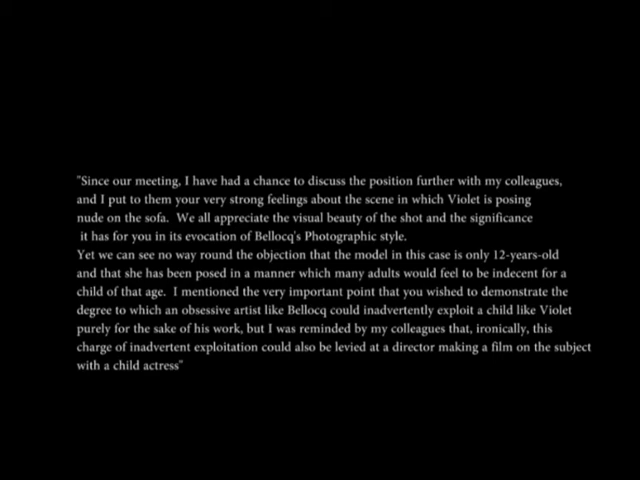 "Since our meeting, I have had a chance to discuss the position further with my colleagues,
and I put to them your very strong feelings about the scene in which Violet is posing
nude on the sofa. We all appreciate the visual beauty of the shot and the significance
it has for you in its evocation of Bellocq's Photographic style.
Yet we can see no way round the objection that the model in this case is only 12-years-old
and that she has been posed in a manner which many adults would feel to be indecent for a
child of that age. I mentioned the very important point that you wished to demonstrate the
degree to which an obsessive artist like Bellocq could inadvertently exploit a child like Violet
purely for the sake of his work, but I was reminded by my colleagues that, ironically, this
charge of inadvertent exploitation could also be levied at a director making a film on the subject
with a child actress"